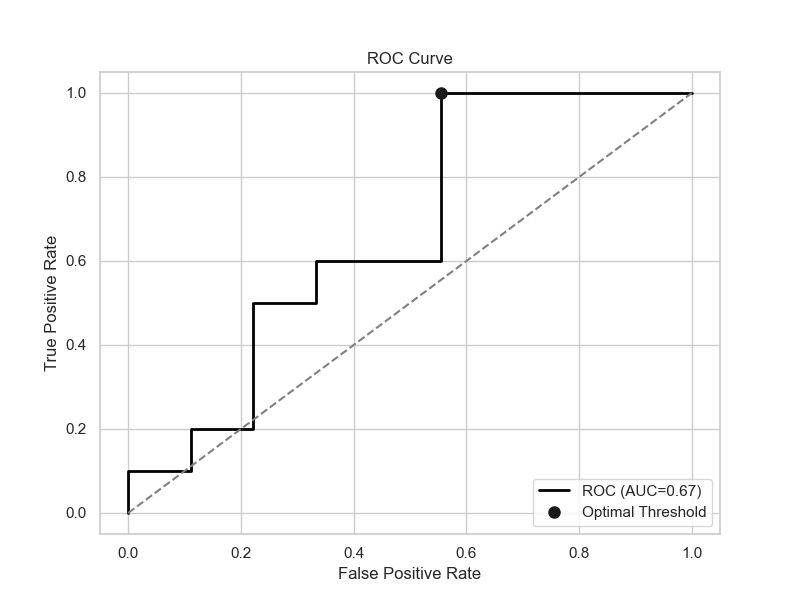 ROC Curve
True Positive Rate
1.0
0.8
0.6
0.4
0.2
0.0
ROC (AUC=0.67)
Optimal Threshold
0.0 0.2 0.4 0.6 0.8 1.0
False Positive Rate